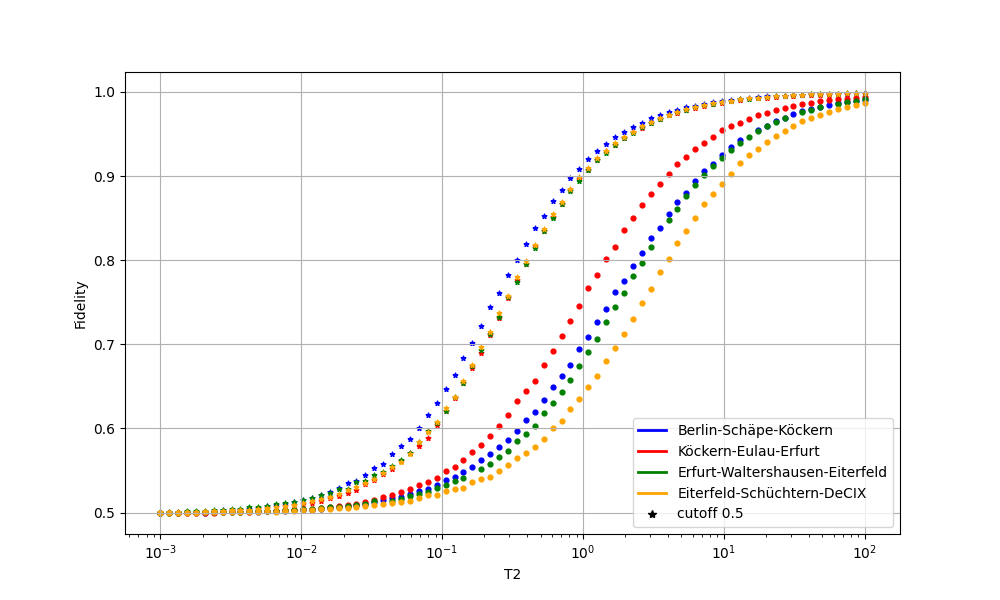 1.0
0.9
0.8
0.7
0.6
0.5
Fidelity
10⁻³
10⁻²
10⁻¹
10⁰
10¹
10²
T2
Berlin-Schäpe-Köckern
Köckern-Eulau-Erfurt
Erfurt-Waltershausen-Eiterfeld
Eiterfeld-Schüchtern-DeCIX
cutoff 0.5